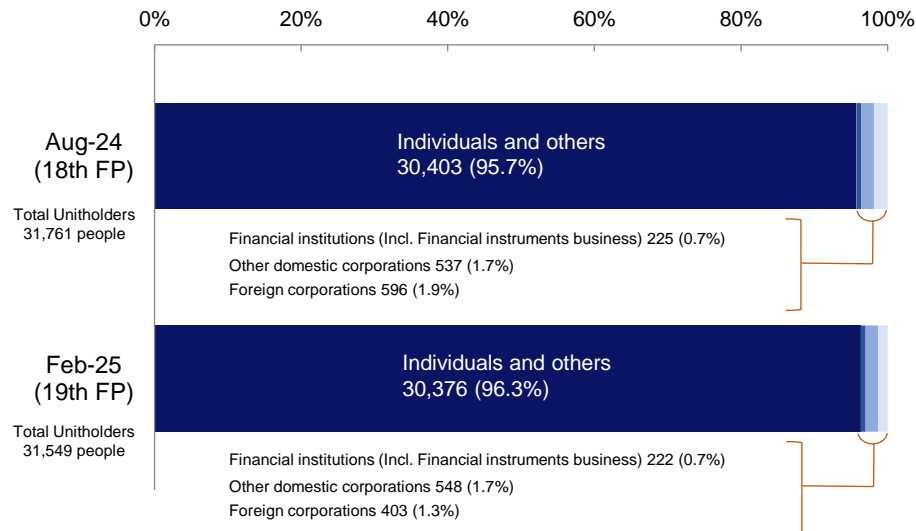 0%
20%
40%
60%
80%
100%
Aug-24
(18th FP)
Total Unitholders
31,761 people
Individuals and others
30,403 (95.7%)
Financial institutions (Incl. Financial instruments business) 225 (0.7%)
Other domestic corporations 537 (1.7%)
Foreign corporations 596 (1.9%)
Feb-25
(19th FP)
Total Unitholders
31,549 people
Individuals and others
30,376 (96.3%)
Financial institutions (Incl. Financial instruments business) 222 (0.7%)
Other domestic corporations 548 (1.7%)
Foreign corporations 403 (1.3%)